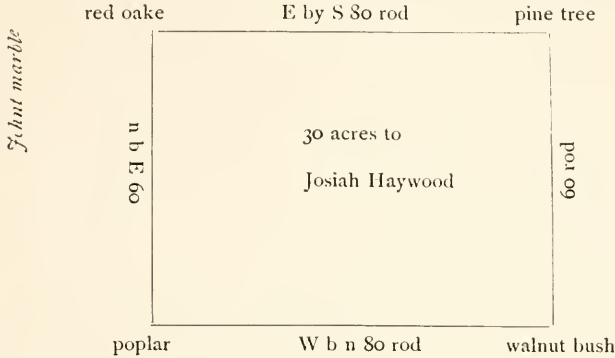 red oake E by S 80 rod pine tree
Jchnt marble
n b E 60
30 acres to
Josiah Haywood
60 rod
poplar W b n 80 rod walnut bush